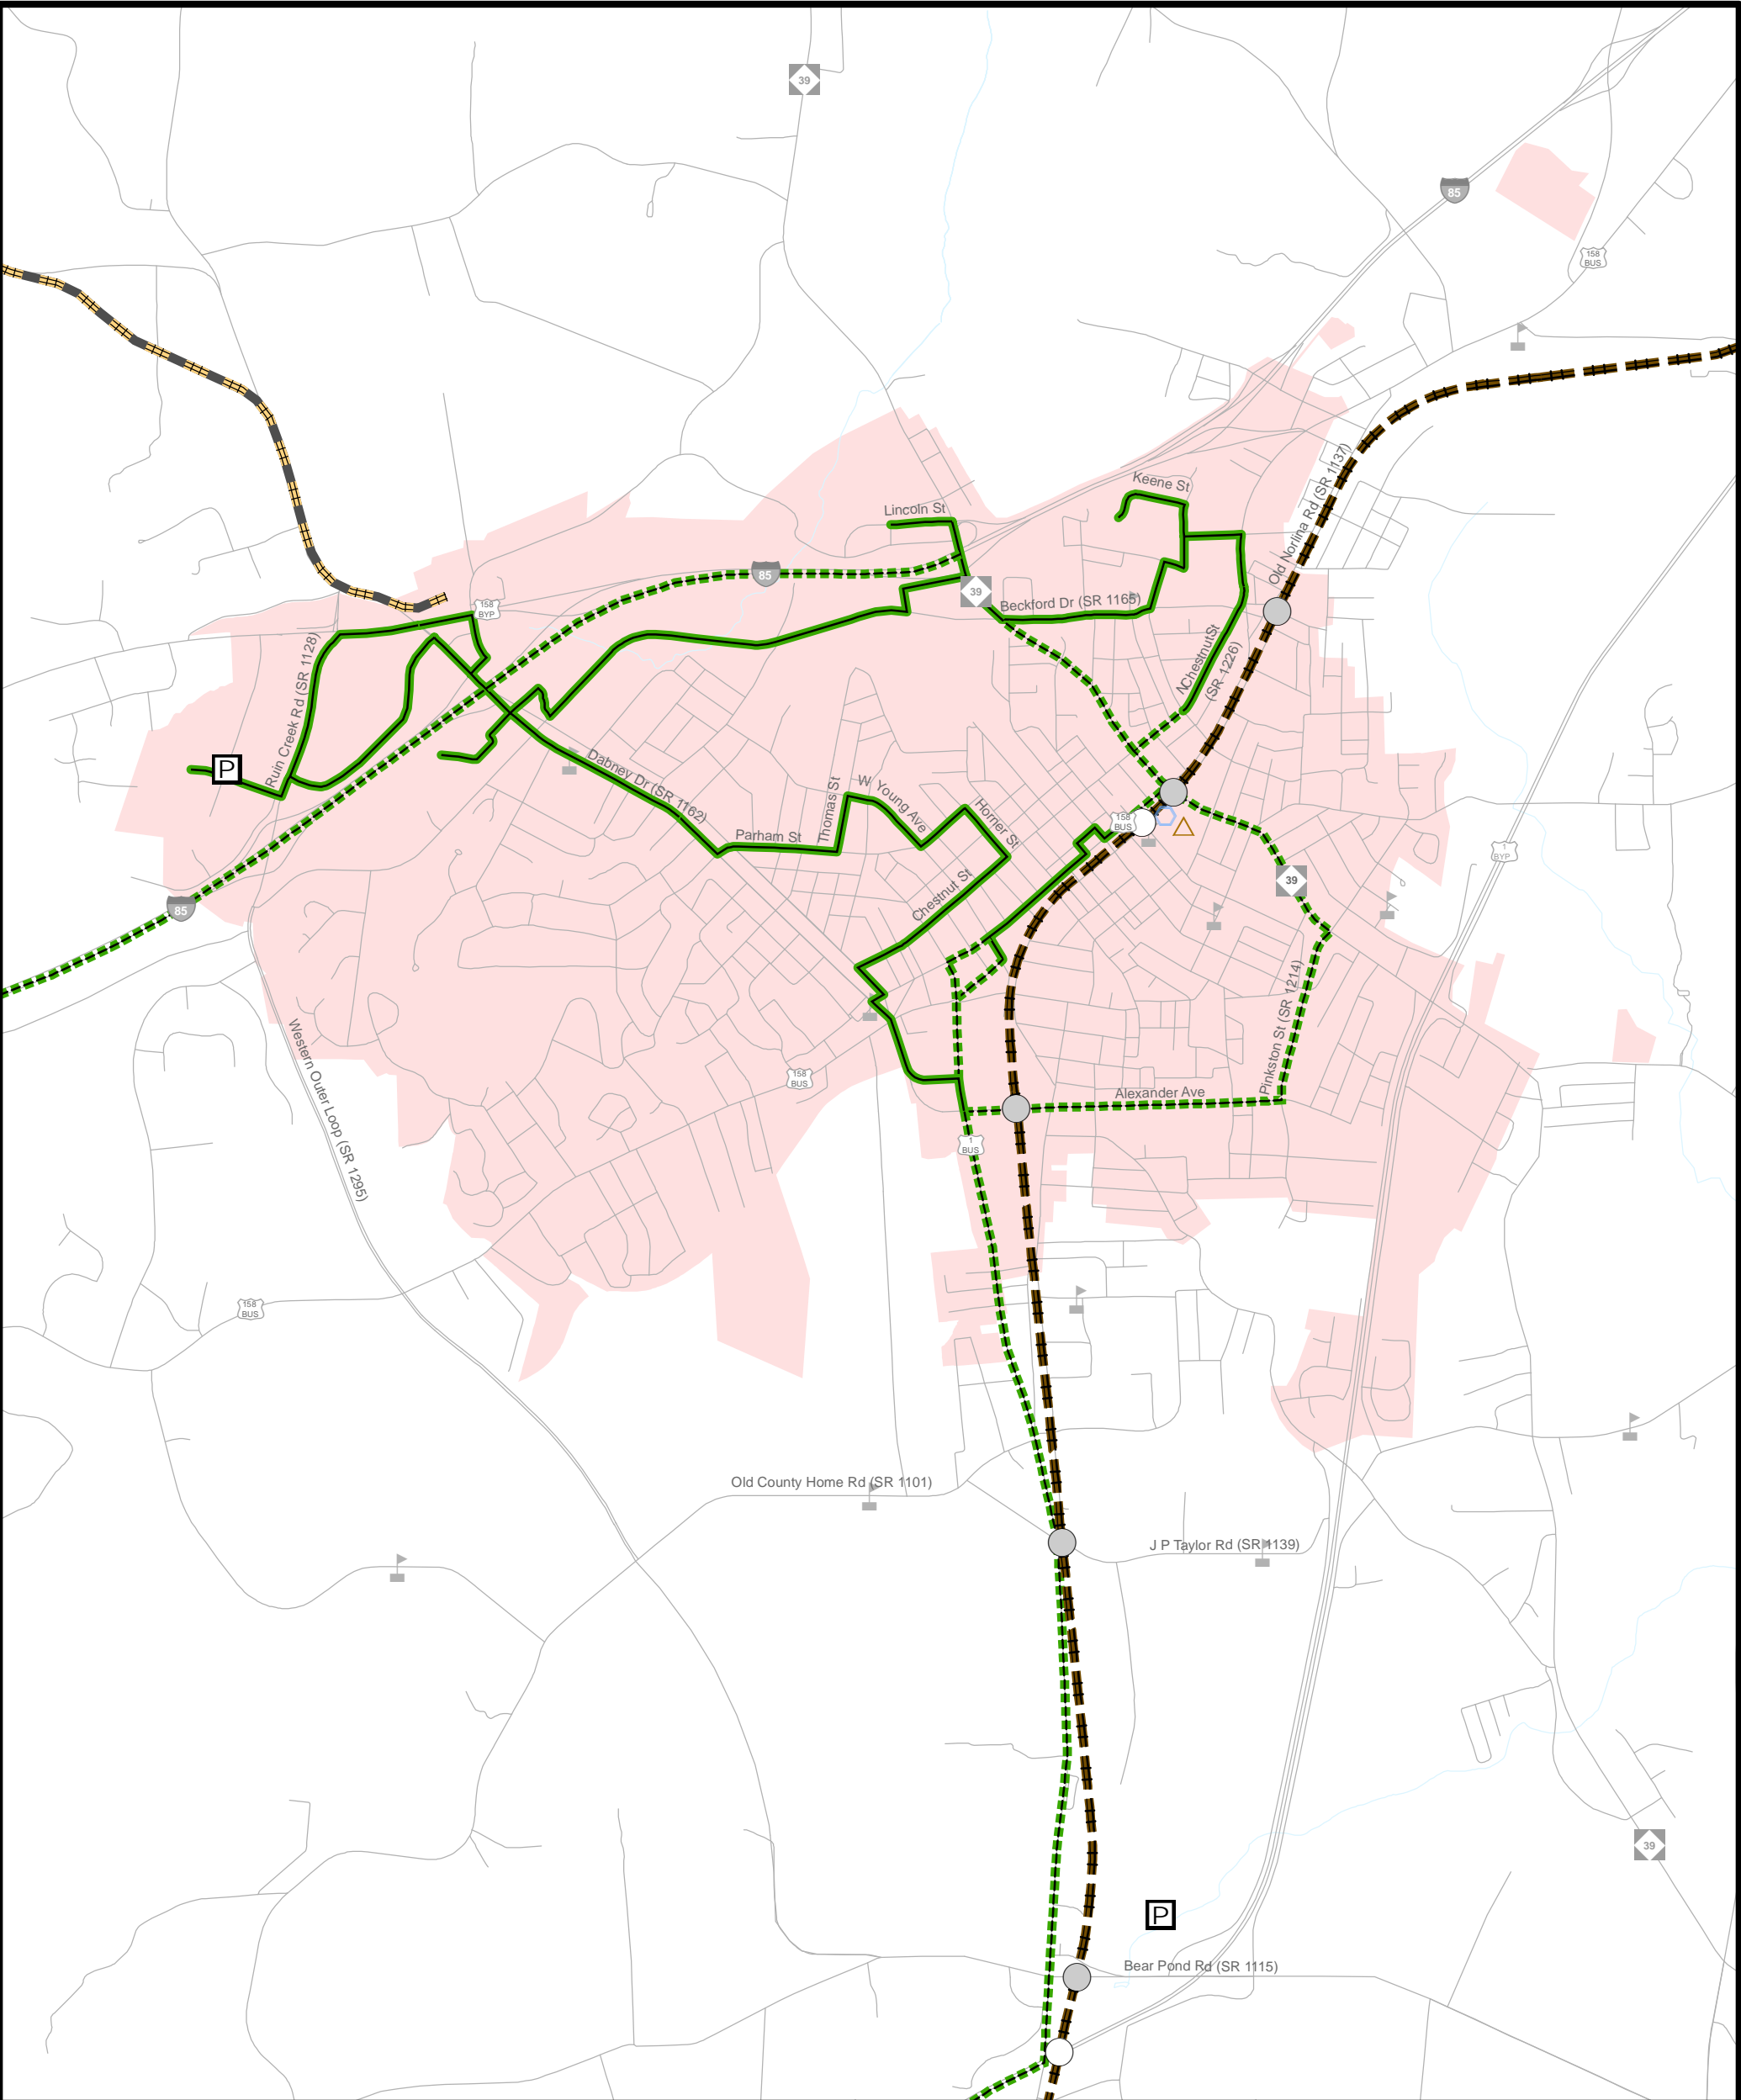 39
85
158
BUS
Old Norlina Rd (SR 1137)
Keene St
Lincoln St
85
39
Beckford Dr (SR 1165)
158
BYP
N Chestnut St
(SR 1226)
Ruin Creek Rd (SR 1128)
P
Dabney Dr (SR 1162)
Thomas St
W Young Ave
Horner St
Parham St
158
BUS
1
BYP
39
Chestnut St
85
Pinkston St (SR 1214)
Western Outer Loop (SR 1295)
158
BUS
Alexander Ave
1
BUS
158
BUS
Old County Home Rd (SR 1101)
J P Taylor Rd (SR 1139)
39
P
Bear Pond Rd (SR 1115)